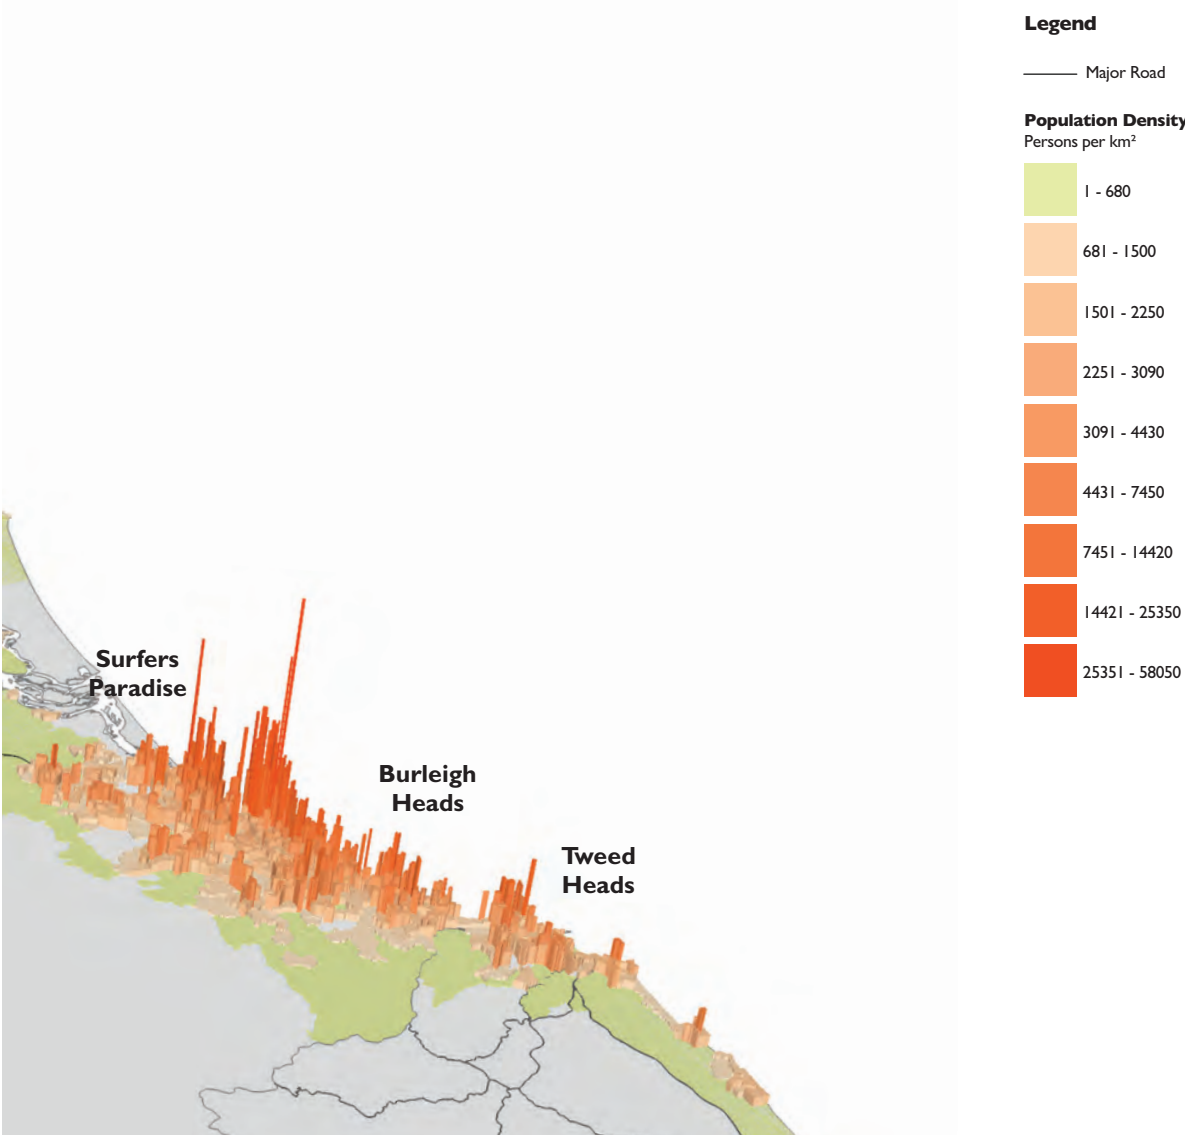 Legend
Major Road
Population Density
Persons per km²
1 - 680
681 - 1500
1501 - 2250
2251 - 3090
3091 - 4430
4431 - 7450
7451 - 14420
14421 - 25350
25351 - 58050
Surfers
Paradise
Burleigh
Heads
Tweed
Heads